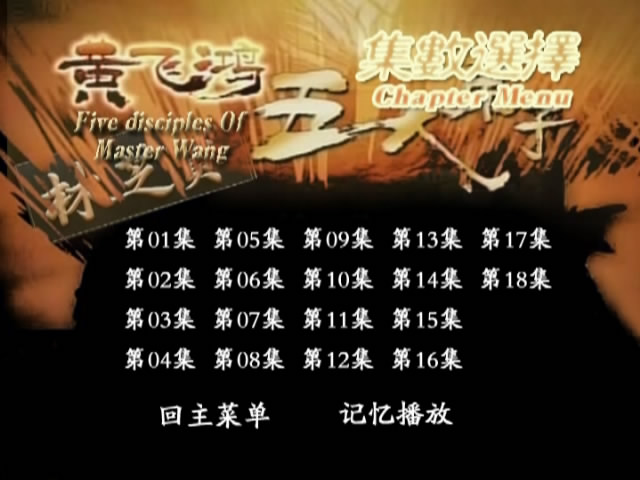 黄飞鸿
集數選擇
Chapter Menu
Five disciples Of
Master Wang
五大弟子
第01集 第05集 第09集 第13集 第17集
第02集 第06集 第10集 第14集 第18集
第03集 第07集 第11集 第15集
第04集 第08集 第12集 第16集
回主菜单 记忆播放